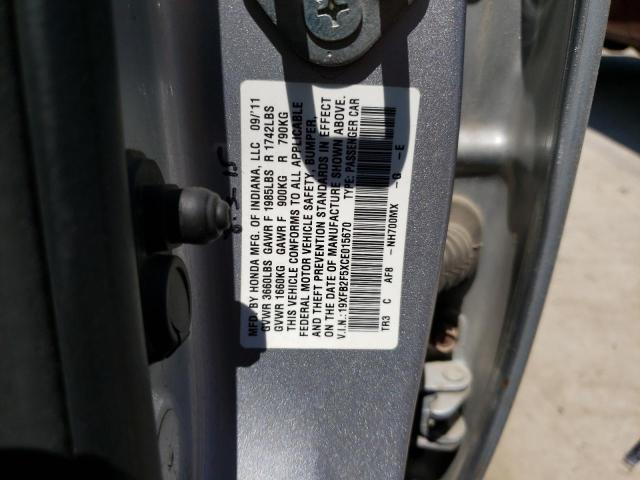 MFD. BY HONDA MFG. OF INDIANA, LLC 09/'11
GVWR 3660LBS GAWR F 1985LBS R 1742LBS
GVWR 1660KG GAWR F 900KG R 790KG
THIS VEHICLE CONFORMS TO ALL APPLICABLE
FEDERAL MOTOR VEHICLE SAFETY, BUMPER,
AND THEFT PREVENTION STANDARDS IN EFFECT
ON THE DATE OF MANUFACTURE SHOWN ABOVE.
V.I.N.:19XFB2F5XCE015670 TYPE: PASSENGER CAR
TR3 C AF8 -NH700MX -G -E